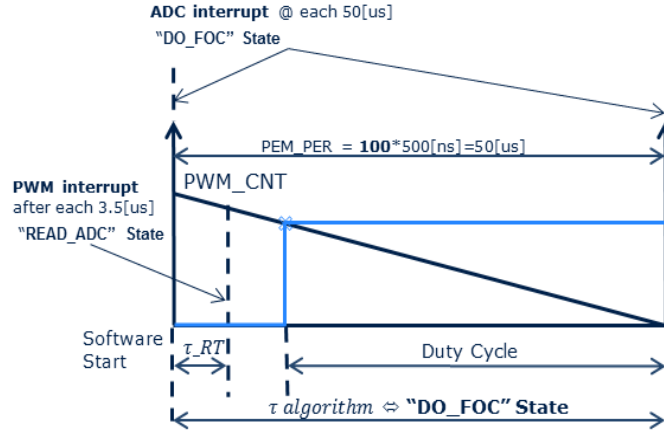 ADC interrupt @ each 50[us]
“DO_FOC” State
PEM_PER = 100*500[ns]=50[us]
PWM interrupt
after each 3.5[us]
“READ_ADC” State
PWM_CNT
Software
Start
τ_RT
Duty Cycle
τ algorithm ⇔ “DO_FOC” State